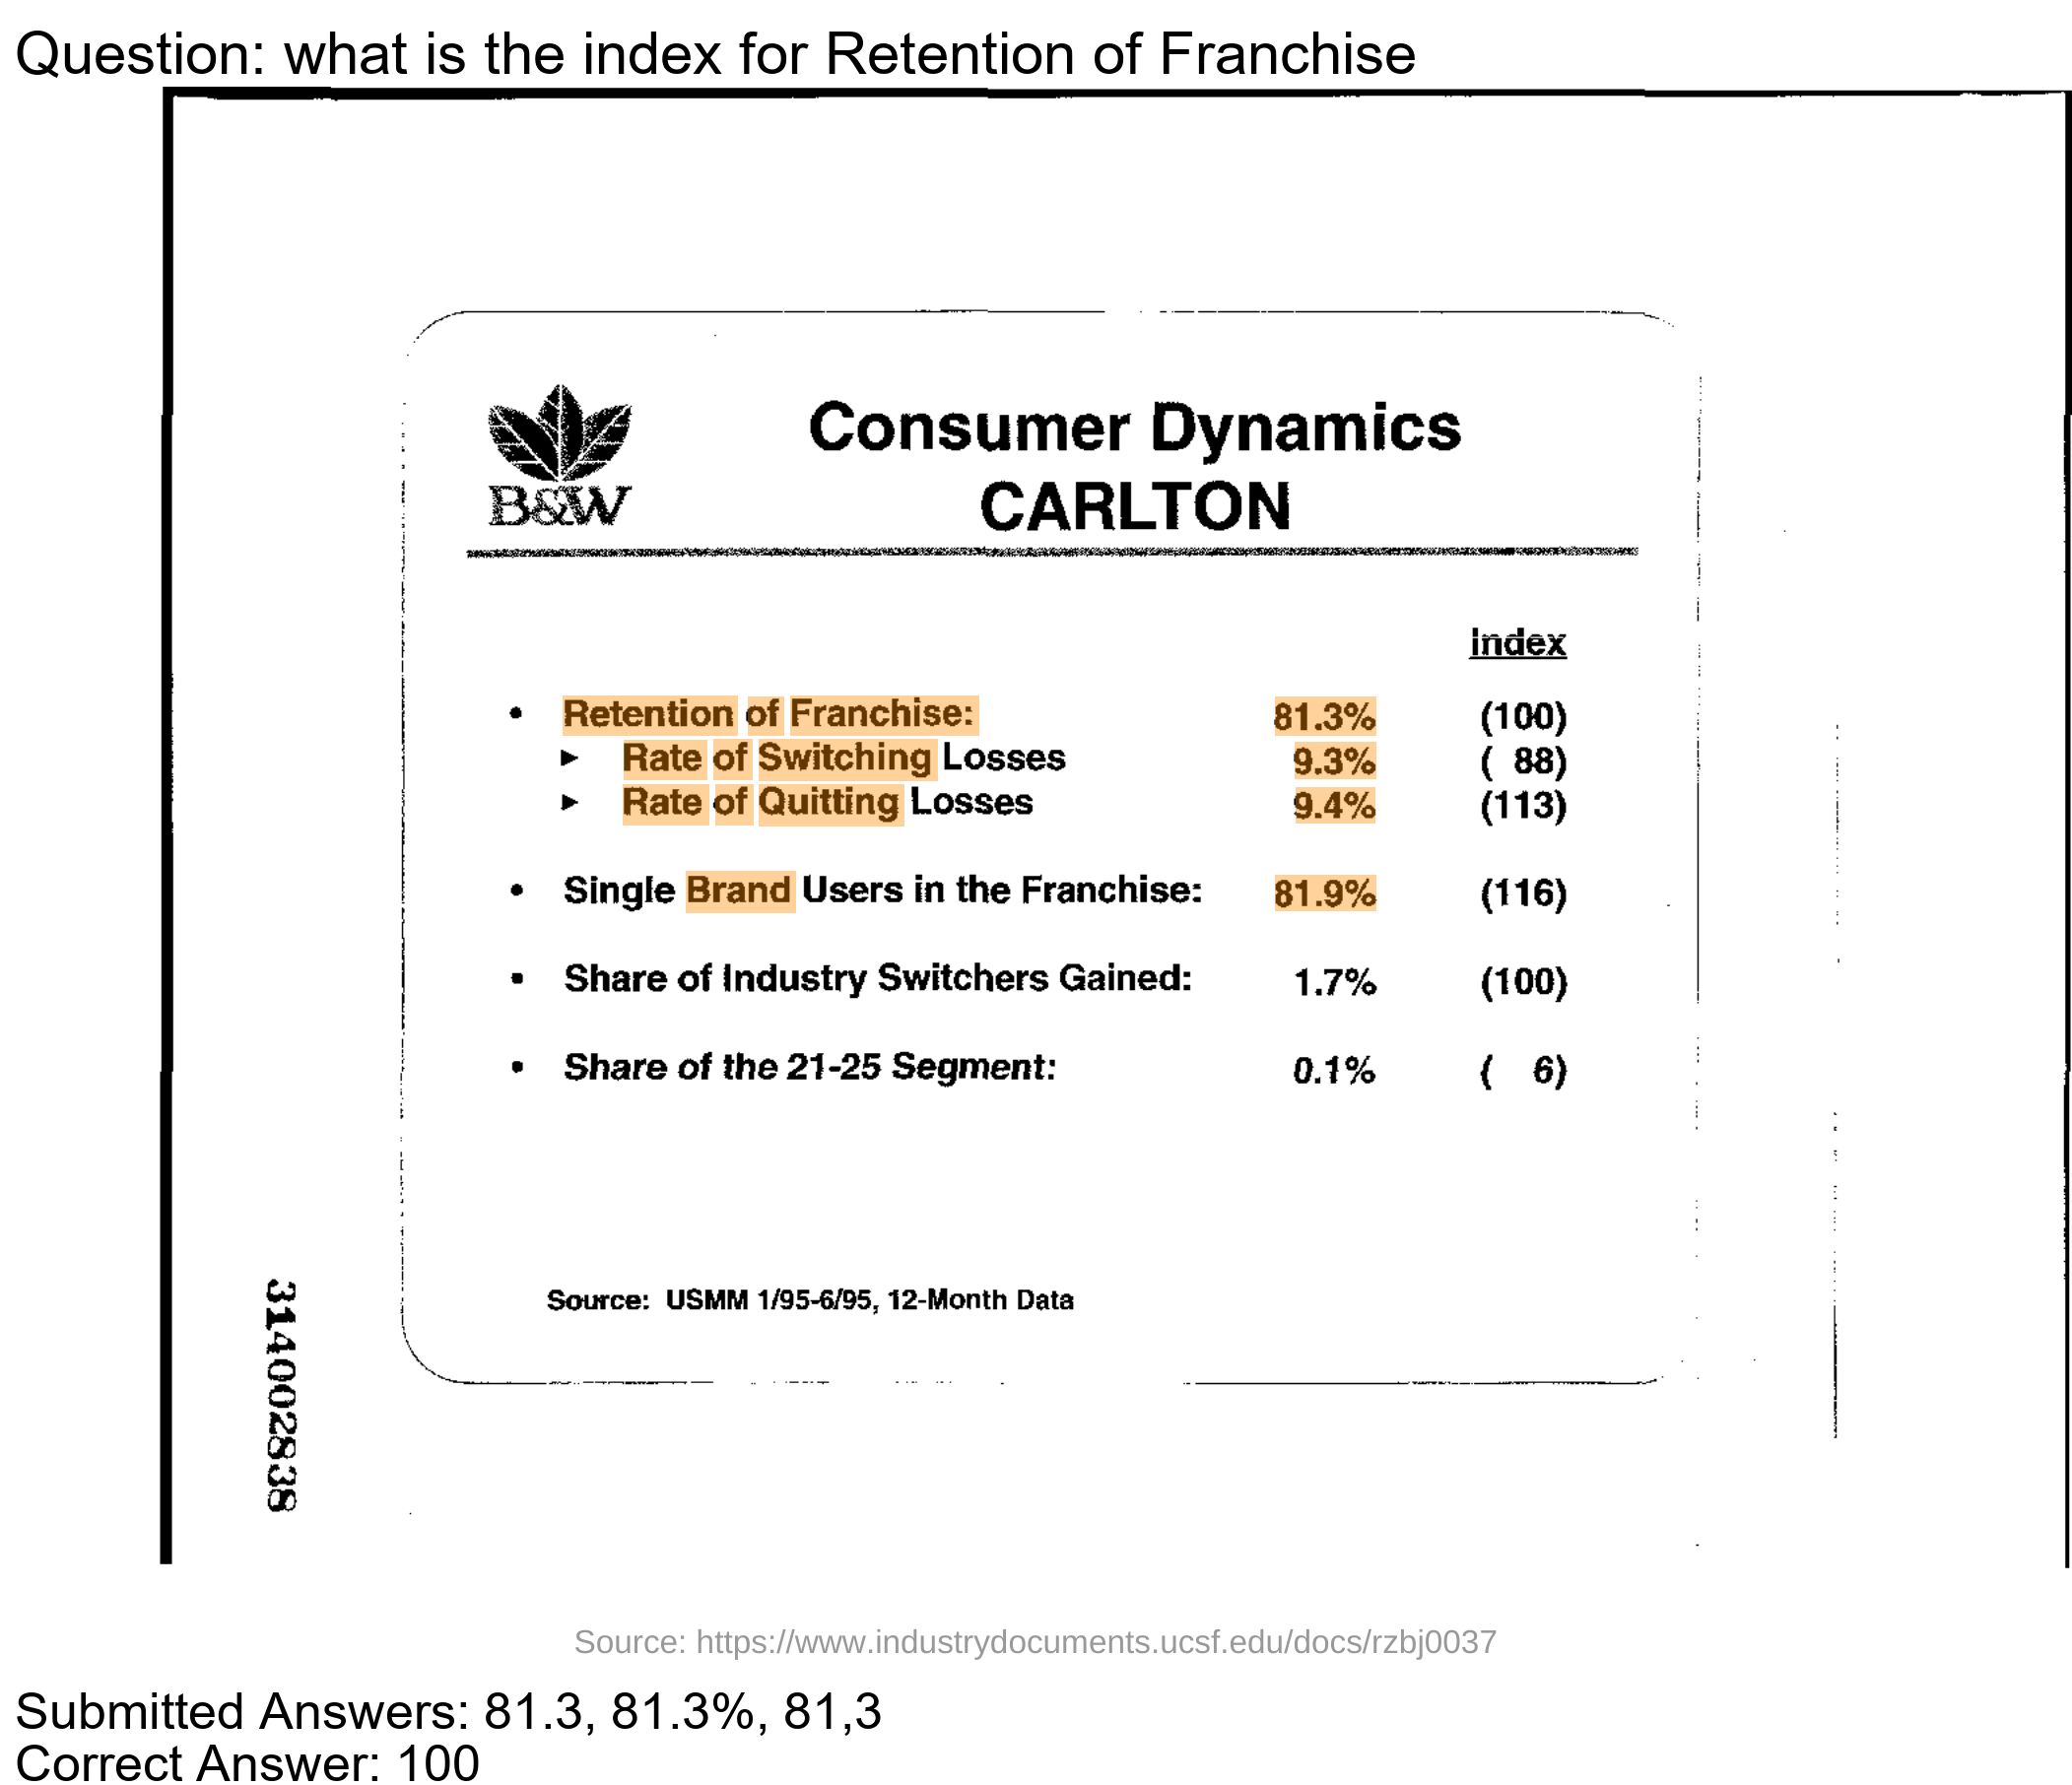 Question: what is the index for Retention of Franchise
B&W
Consumer Dynamics
CARLTON
Index
• Retention of Franchise: 81.3% (100)
► Rate of Switching Losses 9.3% ( 88)
► Rate of Quitting Losses 9.4% (113)
• Single Brand Users in the Franchise: 81.9% (116)
• Share of Industry Switchers Gained: 1.7% (100)
• Share of the 21-25 Segment: 0.1% ( 6)
Source: USMM 1/95-6/95, 12-Month Data
314002838
Source: https://www.industrydocuments.ucsf.edu/docs/rzbj0037
Submitted Answers: 81.3, 81.3%, 81,3
Correct Answer: 100